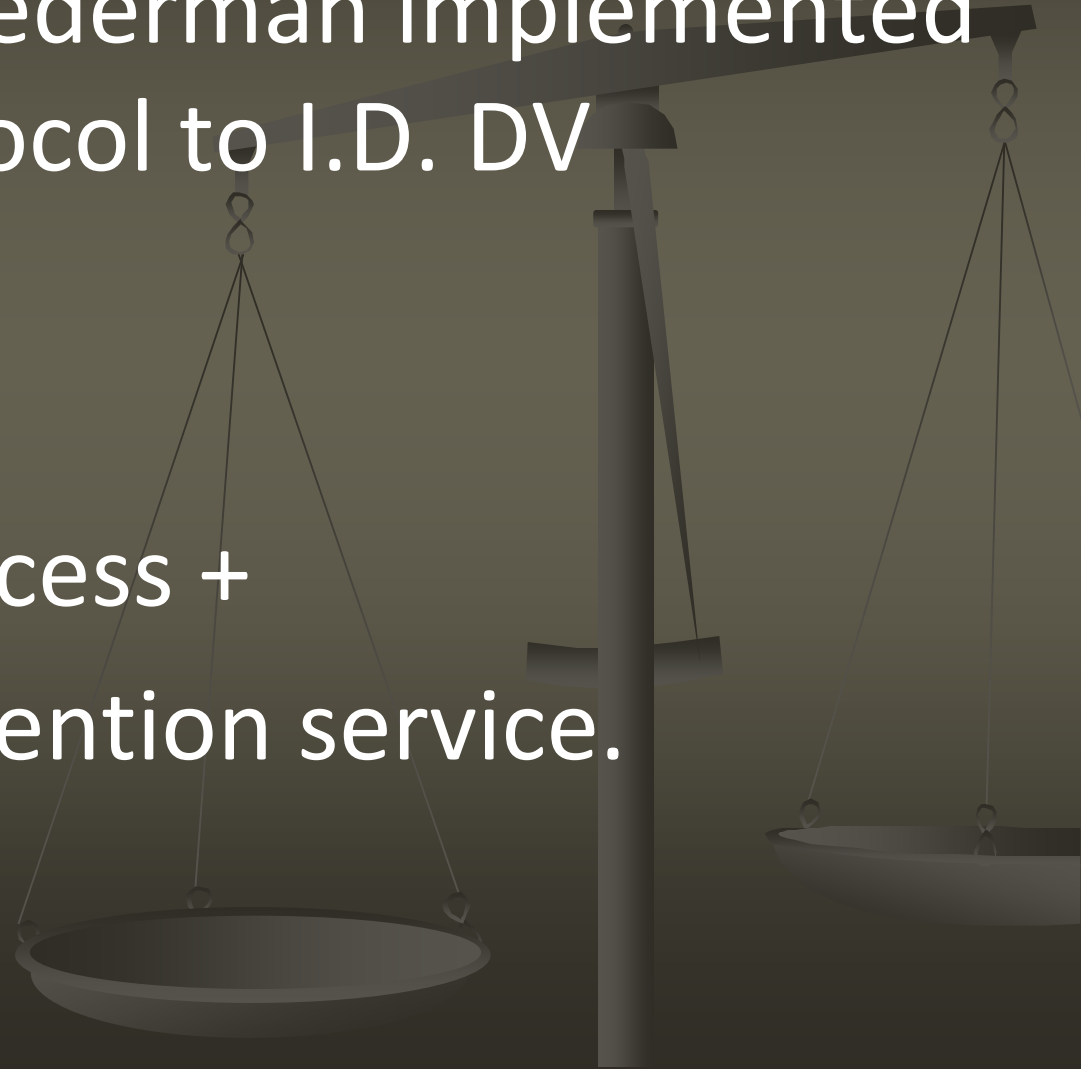 ederman implemented
ocol to I.D. DV
cess +
ention service.